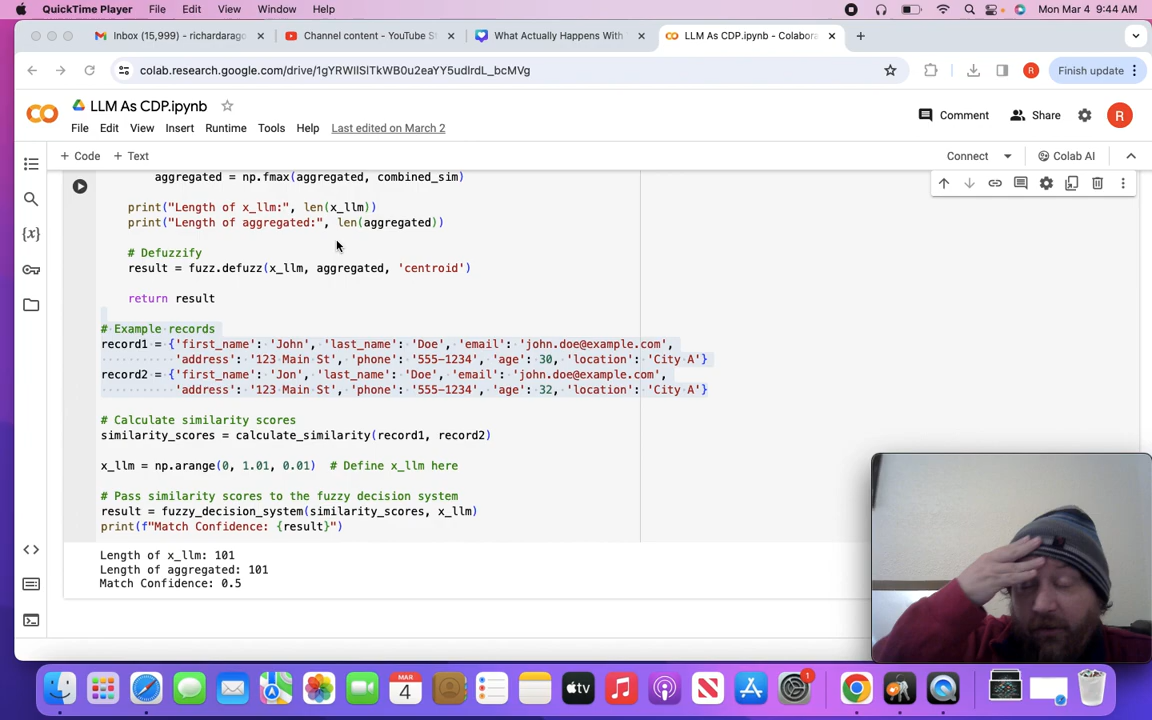 QuickTime Player File Edit View Window Help Mon Mar 4 9:44 AM
Inbox (15,999) - richardarago Channel content - YouTube St What Actually Happens With LLM As CDP.ipynb - Colabora
colab.research.google.com/drive/1gYRWIlSlTkWB0u2eaYY5udlrdL_bcMVg R Finish update
CO LLM As CDP.ipynb Comment Share R
File Edit View Insert Runtime Tools Help Last edited on March 2
+ Code + Text Connect Colab AI
aggregated = np.fmax(aggregated, combined_sim)
print("Length of x_llm:", len(x_llm))
print("Length of aggregated:", len(aggregated))
# Defuzzify
result = fuzz.defuzz(x_llm, aggregated, 'centroid')
return result
# Example records
record1 = {'first_name': 'John', 'last_name': 'Doe', 'email': 'john.doe@example.com',
'address': '123 Main St', 'phone': '555-1234', 'age': 30, 'location': 'City A'}
record2 = {'first_name': 'Jon', 'last_name': 'Doe', 'email': 'john.doe@example.com',
'address': '123 Main St', 'phone': '555-1234', 'age': 32, 'location': 'City A'}
# Calculate similarity scores
similarity_scores = calculate_similarity(record1, record2)
x_llm = np.arange(0, 1.01, 0.01) # Define x_llm here
# Pass similarity scores to the fuzzy decision system
result = fuzzy_decision_system(similarity_scores, x_llm)
print(f"Match Confidence: {result}")
Length of x_llm: 101
Length of aggregated: 101
Match Confidence: 0.5
MAR
4
tv
1